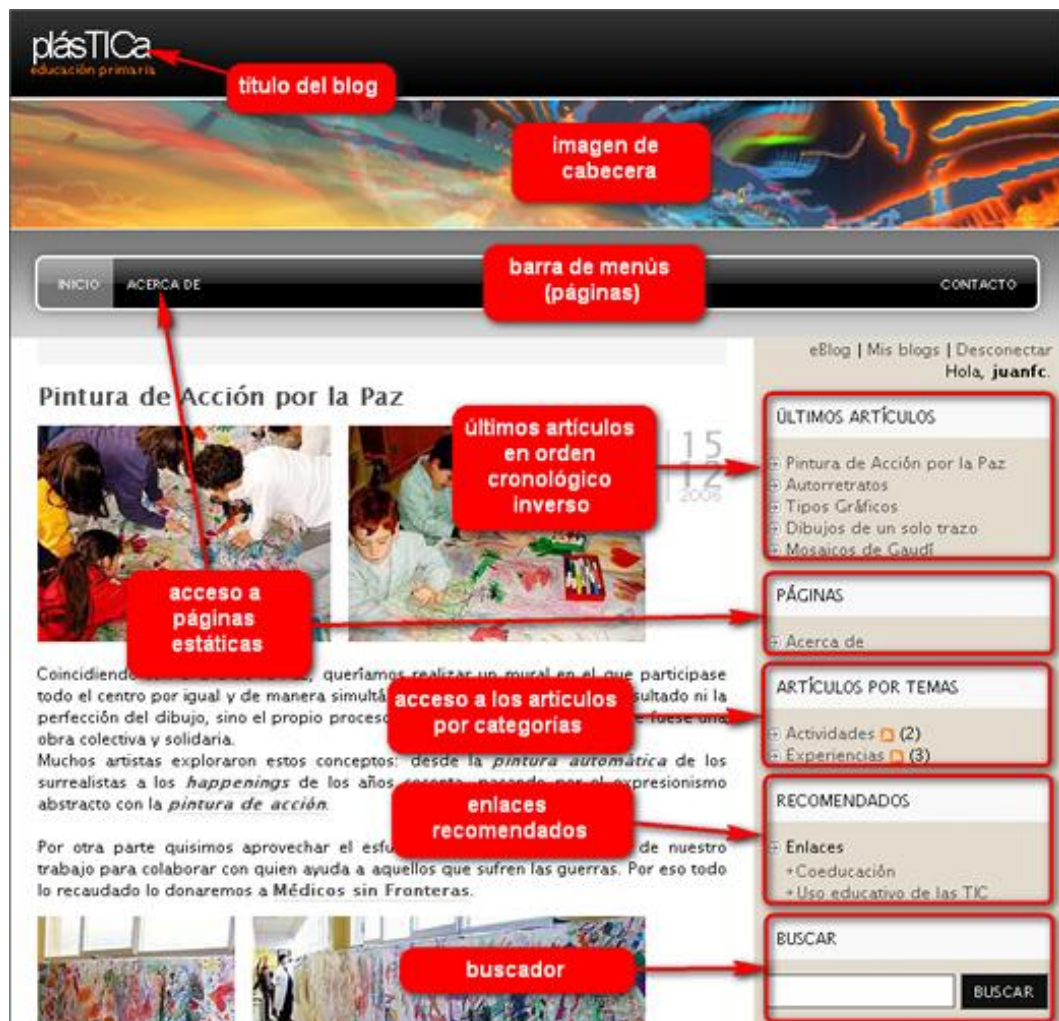 plásTICa
educación primaria
título del blog
imagen de
cabecera
barra de menús
(páginas)
INICIO ACERCA DE CONTACTO
eBlog | Mis blogs | Desconectar
Hola, juanfc.
Pintura de Acción por la Paz
15
12
2006
últimos artículos
en orden
cronológico
inverso
acceso a
páginas
estáticas
Coincidiendo queríamos realizar un mural en el que participase
todo el centro por igual y de manera ni la
perfección del dibujo, sino el propio fuese una
obra colectiva y solidaria.
Muchos artistas exploraron estos conceptos: desde la pintura automática de los
surrealistas a los happenings de los años expresionismo
abstracto con la pintura de acción.
Por otra parte quisimos aprovechar el de nuestro
trabajo para colaborar con quien ayuda a aquellos que sufren las guerras. Por eso todo
lo recaudado lo donaremos a Médicos sin Fronteras.
acceso a los artículos
por categorías
enlaces
recomendados
buscador
ÚLTIMOS ARTÍCULOS
Pintura de Acción por la Paz
Autorretratos
Tipos Gráficos
Dibujos de un solo trazo
Mosaicos de Gaudí
PÁGINAS
Acerca de
ARTÍCULOS POR TEMAS
Actividades (2)
Experiencias (3)
RECOMENDADOS
Enlaces
+Coeducación
+Uso educativo de las TIC
BUSCAR
BUSCAR